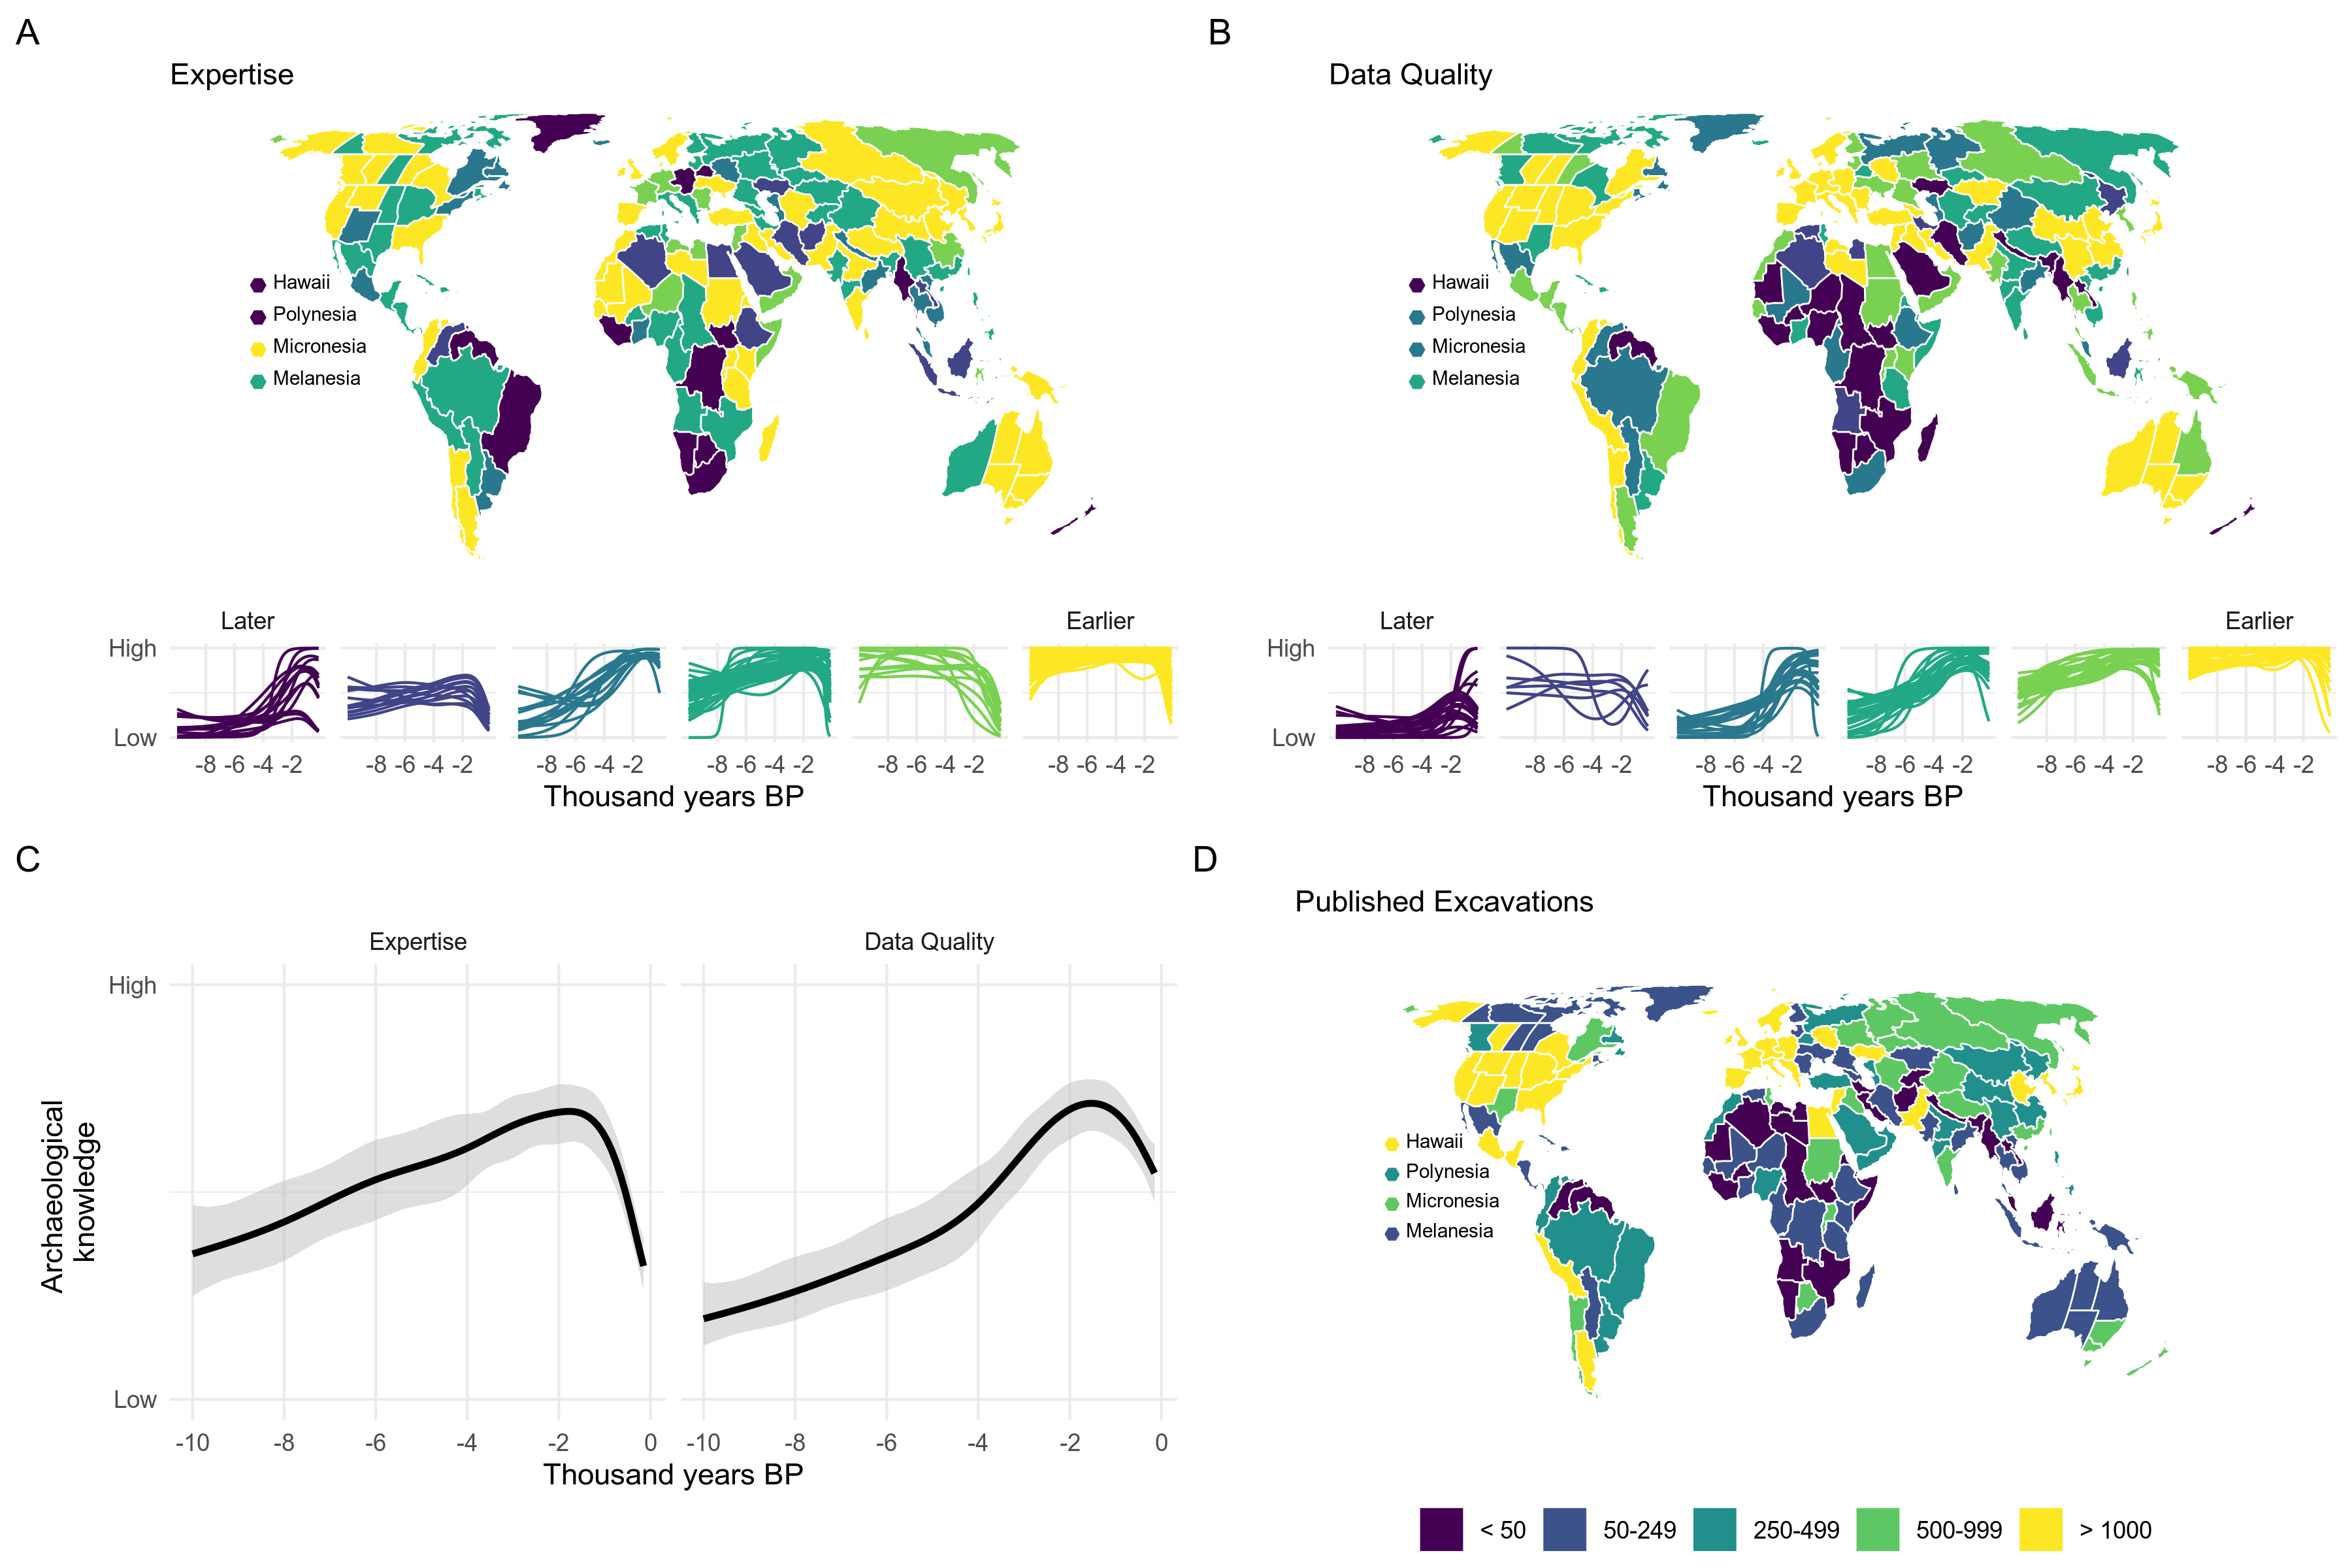 A
Expertise
Hawaii
Polynesia
Micronesia
Melanesia
Later
Earlier
High
Low
-8 -6 -4 -2
-8 -6 -4 -2
-8 -6 -4 -2
-8 -6 -4 -2
-8 -6 -4 -2
-8 -6 -4 -2
Thousand years BP
B
Data Quality
Hawaii
Polynesia
Micronesia
Melanesia
Later
Earlier
High
Low
-8 -6 -4 -2
-8 -6 -4 -2
-8 -6 -4 -2
-8 -6 -4 -2
-8 -6 -4 -2
-8 -6 -4 -2
Thousand years BP
C
Expertise
Data Quality
High
Low
Archaeological
knowledge
-10 -8 -6 -4 -2 0
-10 -8 -6 -4 -2 0
Thousand years BP
D
Published Excavations
Hawaii
Polynesia
Micronesia
Melanesia
< 50
50-249
250-499
500-999
> 1000